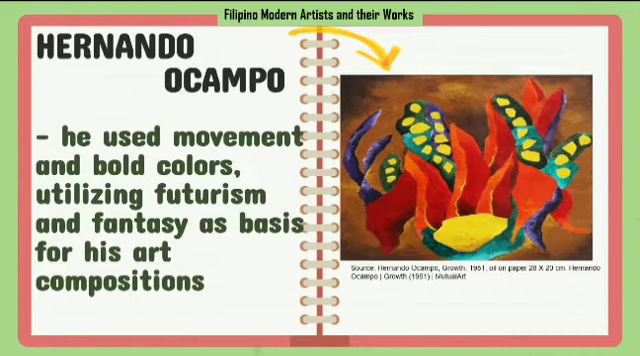 Filipino Modern Artists and their Works
HERNANDO
OCAMPO
- he used movement
and bold colors,
utilizing futurism
and fantasy as basis
for his art
compositions
Source: Hernando Ocampo, Growth, 1951, oil on paper 28 X 20 cm. Hernando
Ocampo | Growth (1951) | MutualArt